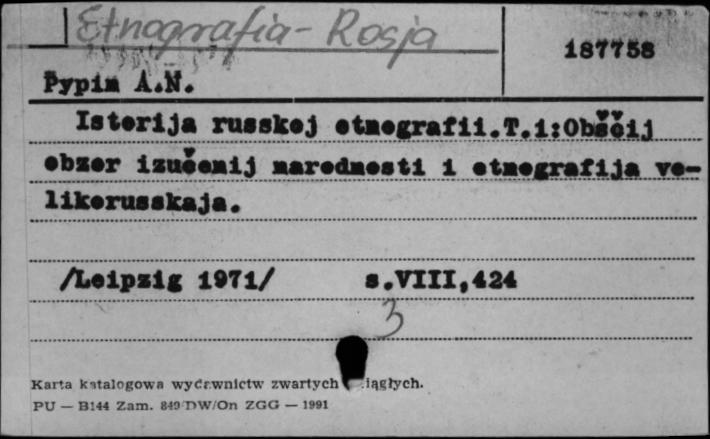 Etnografia - Rosja
187758
Pypin A.N.
Istorija russkoj etnografii.T.1:Obščij
obzor izučenij narodnosti i etnografija ve-
likorusskaja.
/Leipzig 1971/ s.VIII,424
3
Karta katalogowa wydawnictw zwartych ciągłych.
PU — B144 Zam. 849/DW/On ZGG — 1991